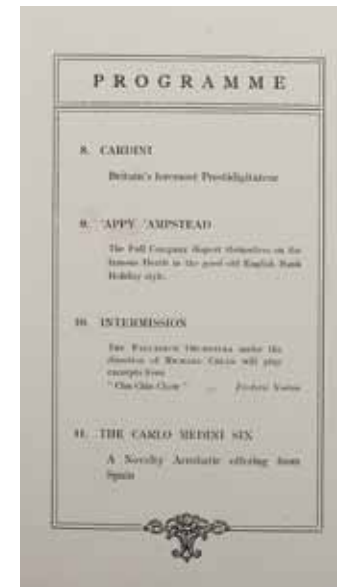 PROGRAMME
8. CARDINI
Britain's foremost Prestidigitateur
9. 'APPY 'AMPSTEAD
The Full Company disport themselves on the
famous Heath in the good old English Bank
Holiday style.
10. INTERMISSION
THE PALLADIUM ORCHESTRA under the
direction of RICHARD CREAN will play
excerpts from
"Chu Chin Chow" .. Frederic Norton
11. THE CARLO MEDINI SIX
A Novelty Acrobatic offering from
Spain